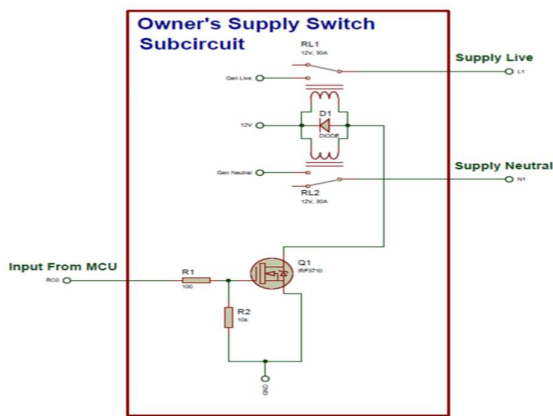 Owner's Supply Switch
Subcircuit
RL1
12V, 30A
Supply Live
Gen Live
L1
D1
12V
DIODE
Supply Neutral
Gen Neutral
N1
RL2
12V, 30A
Input From MCU
R1
Q1
IRF3710
RC0
100
R2
10k
GND